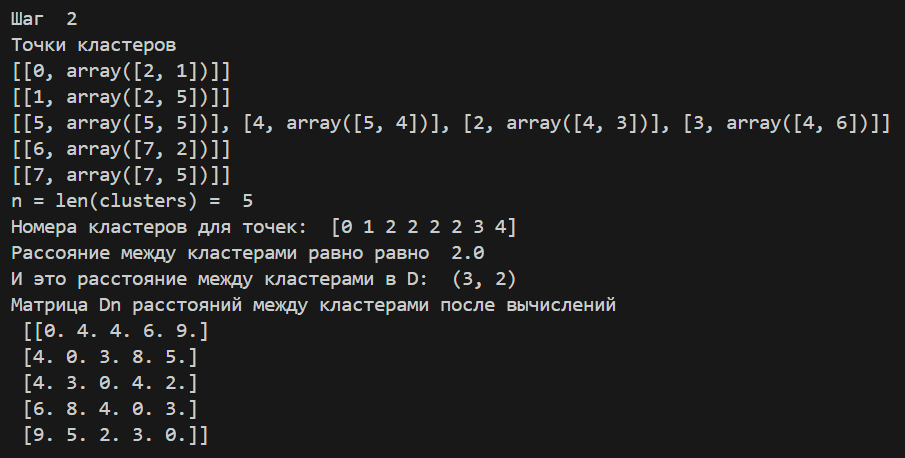 Шаг  2
Точки кластеров
[[0, array([2, 1])]]
[[1, array([2, 5])]]
[[5, array([5, 5])], [4, array([5, 4])], [2, array([4, 3])], [3, array([4, 6])]]
[[6, array([7, 2])]]
[[7, array([7, 5])]]
n = len(clusters) =  5
Номера кластеров для точек:  [0 1 2 2 2 2 3 4]
Рассояние между кластерами равно равно  2.0
И это расстояние между кластерами в D:  (3, 2)
Матрица Dn расстояний между кластерами после вычислений
 [[0. 4. 4. 6. 9.]
 [4. 0. 3. 8. 5.]
 [4. 3. 0. 4. 2.]
 [6. 8. 4. 0. 3.]
 [9. 5. 2. 3. 0.]]